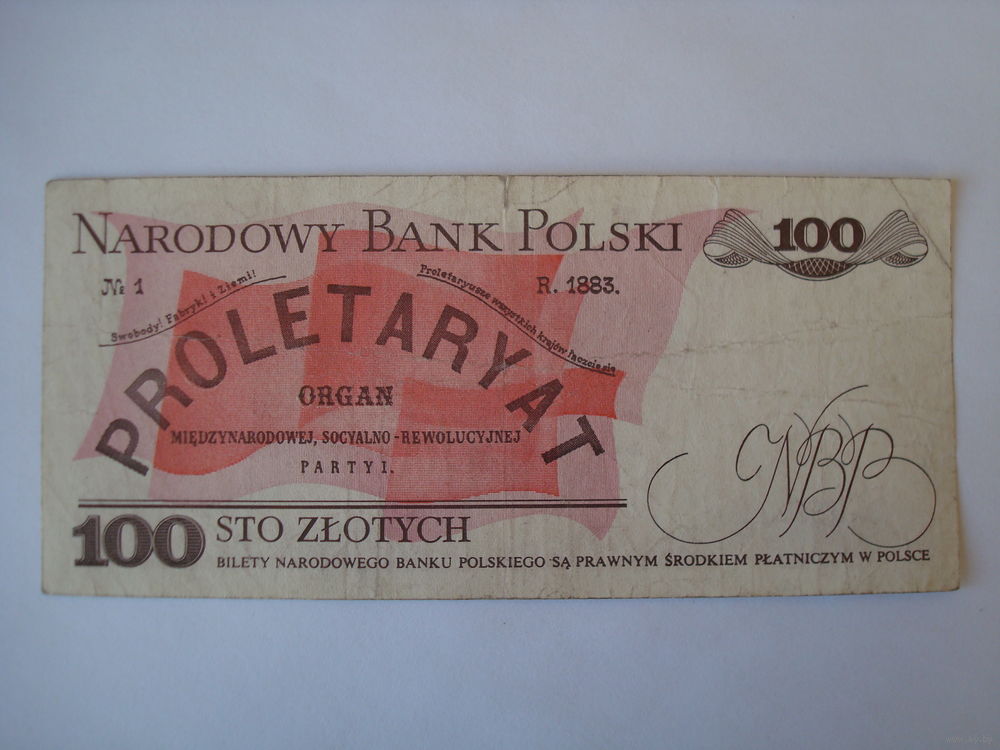 NARODOWY BANK POLSKI
100
№ 1
R. 1883.
Swobody! Fabryk! i Ziemi!
Proletaryusze wszystkich krajów łączcie się
PROLETARYAT
ORGAN
MIĘDZYNARODOWEJ, SOCYALNO-REWOLUCYJNEJ
PARTYI.
NBP
100 STO ZŁOTYCH
BILETY NARODOWEGO BANKU POLSKIEGO SĄ PRAWNYM ŚRODKIEM PŁATNICZYM W POLSCE